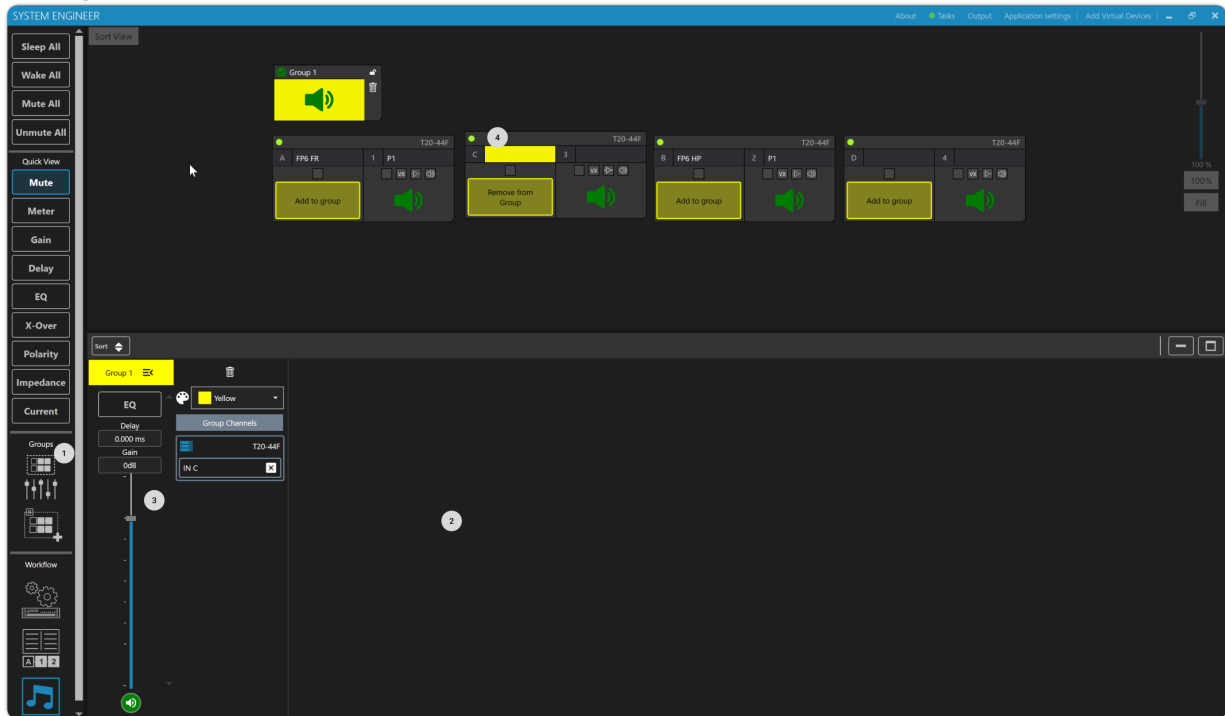 SYSTEM ENGINEER
About Tasks Output Application settings Add Virtual Devices
Sleep All
Wake All
Mute All
Unmute All
Quick View
Mute
Meter
Gain
Delay
EQ
X-Over
Polarity
Impedance
Current
Groups
1
G
Workflow
A 1 2
Sort View
Group 1
T20-44F
A FP6 FR 1 P1
VX
Add to group
4
T20-44F
C 3
VX
Remove from
Group
T20-44F
B FP6 HP 2 P1
VX
Add to group
T20-44F
D 4
VX
Add to group
100 %
100%
Fill
Sort
Group 1
EQ
Yellow
Delay
0.000 ms
Gain
0dB
Group Channels
T20-44F
IN C
3
2